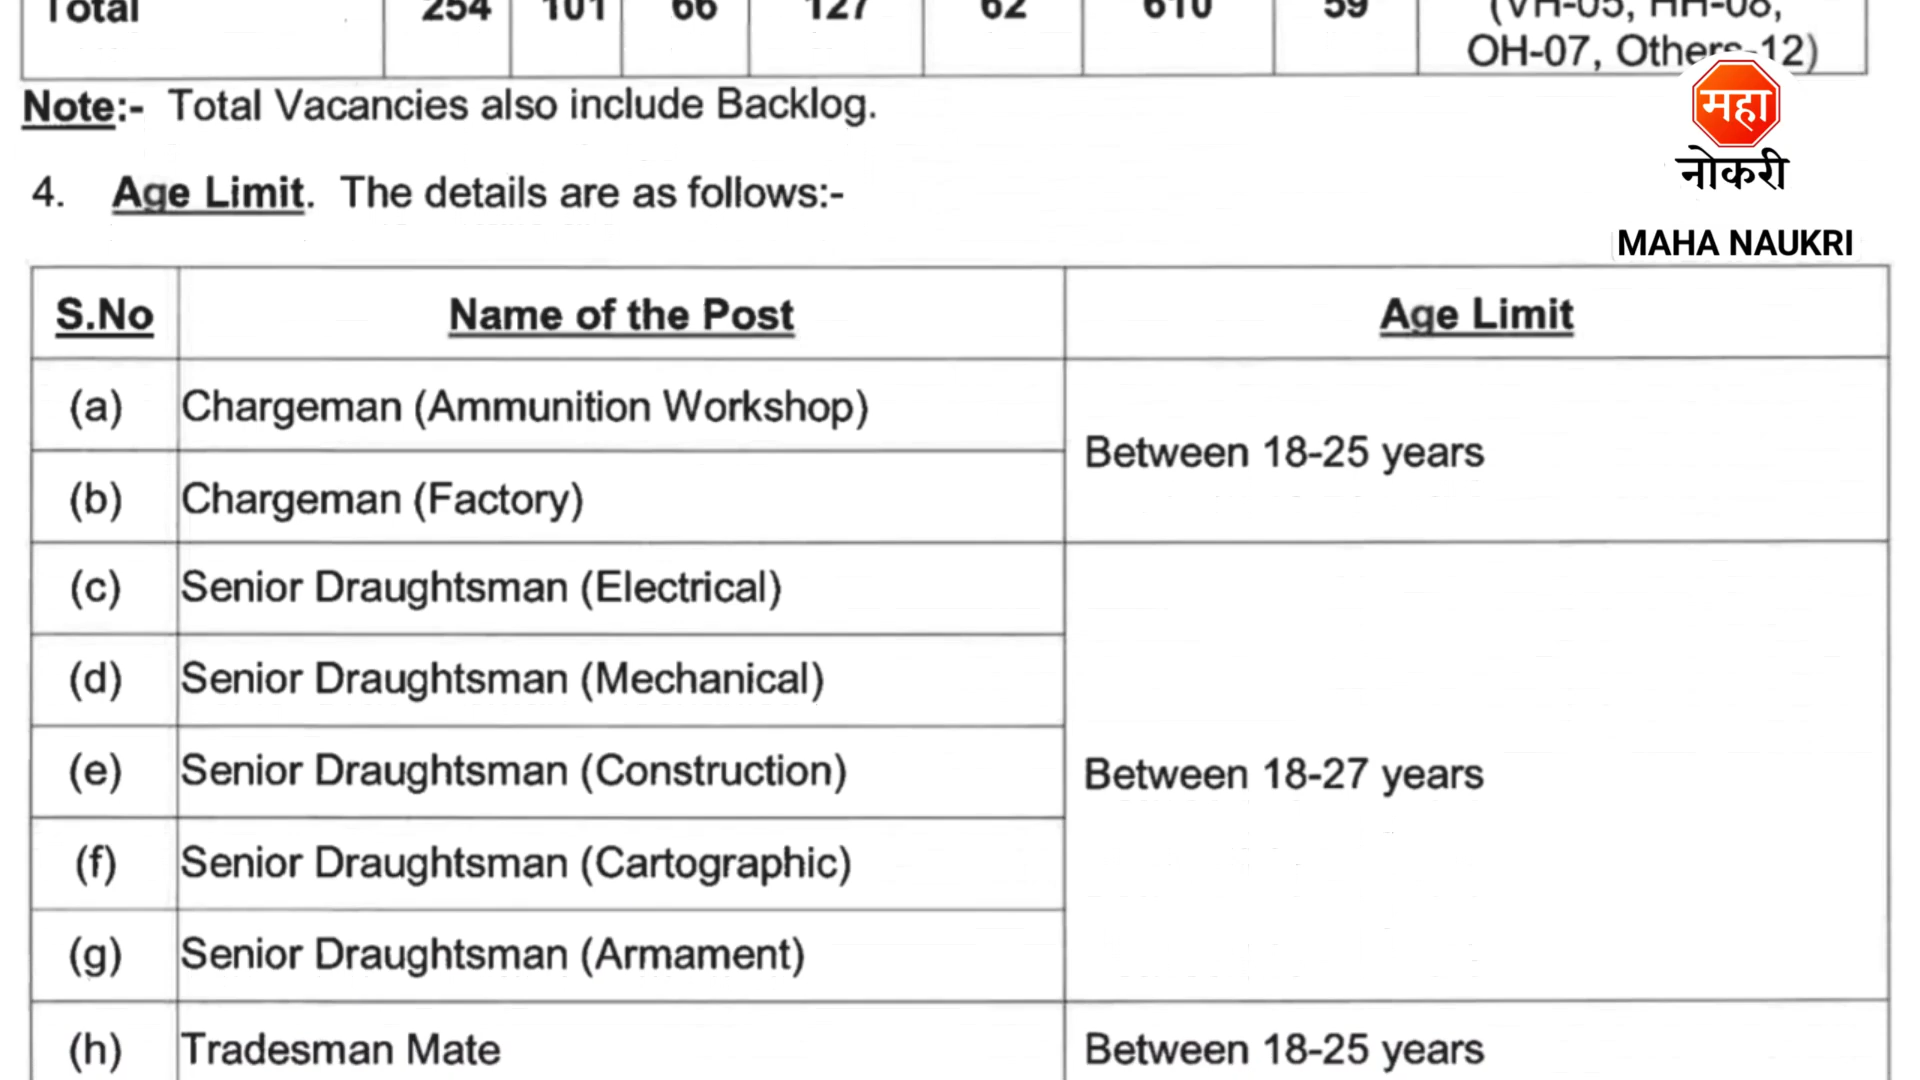 Total 254 101 66 127 62 610 59 (VH-05, HH-08,
OH-07, Others-12)
Note:- Total Vacancies also include Backlog.
महा
नोकरी
MAHA NAUKRI
4. Age Limit. The details are as follows:-
S.No Name of the Post Age Limit
(a) Chargeman (Ammunition Workshop)
Between 18-25 years
(b) Chargeman (Factory)
(c) Senior Draughtsman (Electrical)
(d) Senior Draughtsman (Mechanical)
(e) Senior Draughtsman (Construction) Between 18-27 years
(f) Senior Draughtsman (Cartographic)
(g) Senior Draughtsman (Armament)
(h) Tradesman Mate Between 18-25 years